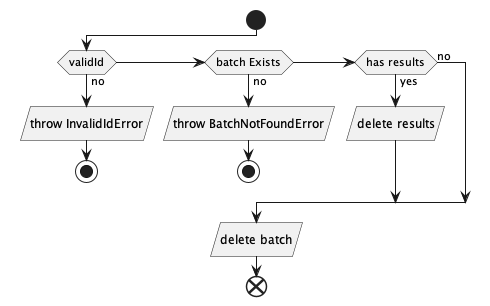 validId
batch Exists
has results
no
no
no
yes
throw InvalidIdError
throw BatchNotFoundError
delete results
delete batch